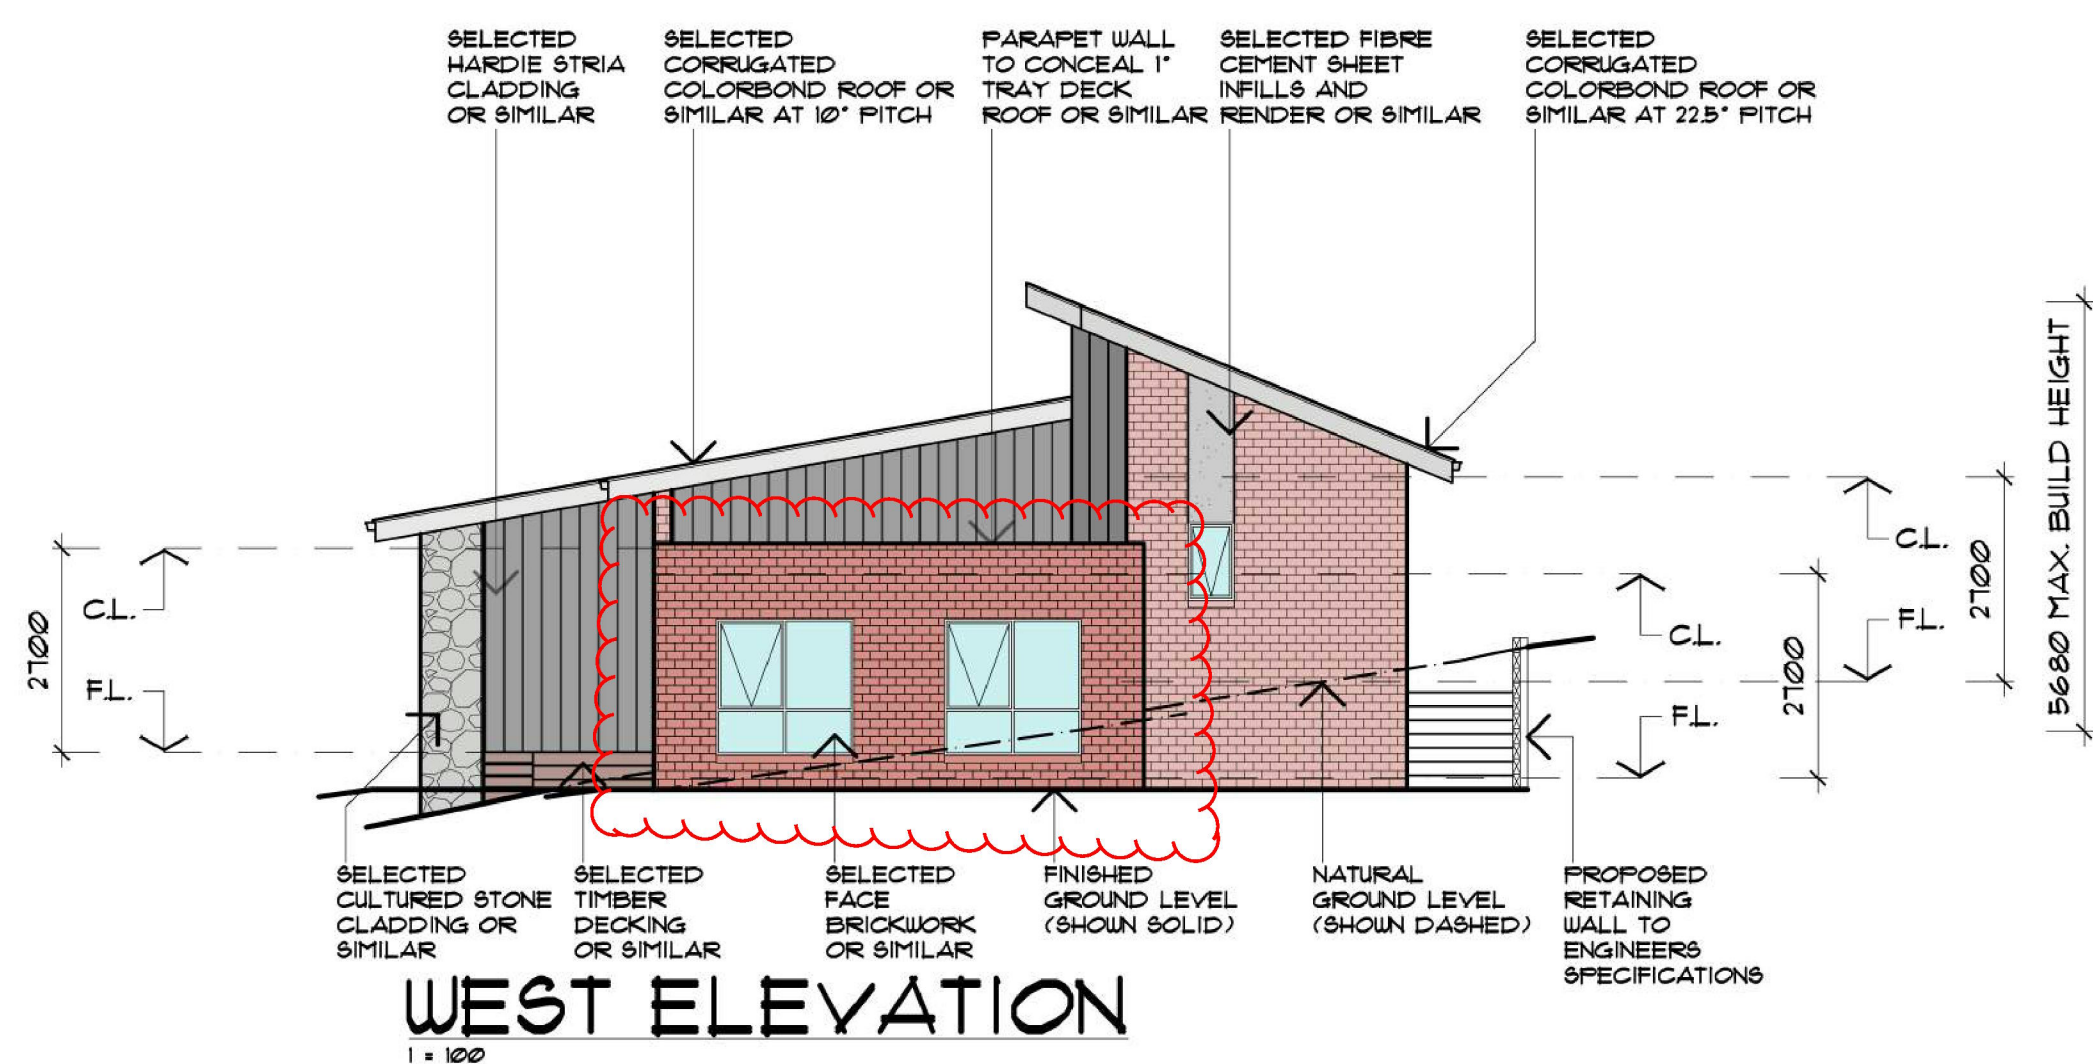 SELECTED
HARDIE STRIA
CLADDING
OR SIMILAR
SELECTED
CORRUGATED
COLORBOND ROOF OR
SIMILAR AT 10° PITCH
PARAPET WALL
TO CONCEAL 1°
TRAY DECK
ROOF OR SIMILAR
SELECTED FIBRE
CEMENT SHEET
INFILLS AND
RENDER OR SIMILAR
SELECTED
CORRUGATED
COLORBOND ROOF OR
SIMILAR AT 22.5° PITCH
2700
C.L.
F.L.
C.L.
F.L.
2700
C.L.
F.L.
2700
5680 MAX. BUILD HEIGHT
SELECTED
CULTURED STONE
CLADDING OR
SIMILAR
SELECTED
TIMBER
DECKING
OR SIMILAR
SELECTED
FACE
BRICKWORK
OR SIMILAR
FINISHED
GROUND LEVEL
(SHOWN SOLID)
NATURAL
GROUND LEVEL
(SHOWN DASHED)
PROPOSED
RETAINING
WALL TO
ENGINEERS
SPECIFICATIONS
WEST ELEVATION
1 = 100